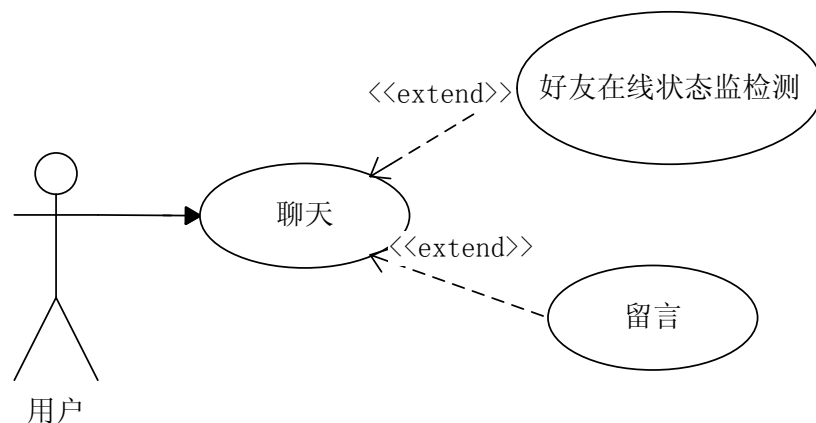 好友在线状态监检测
<<extend>>
聊天
<<extend>>
留言
用户